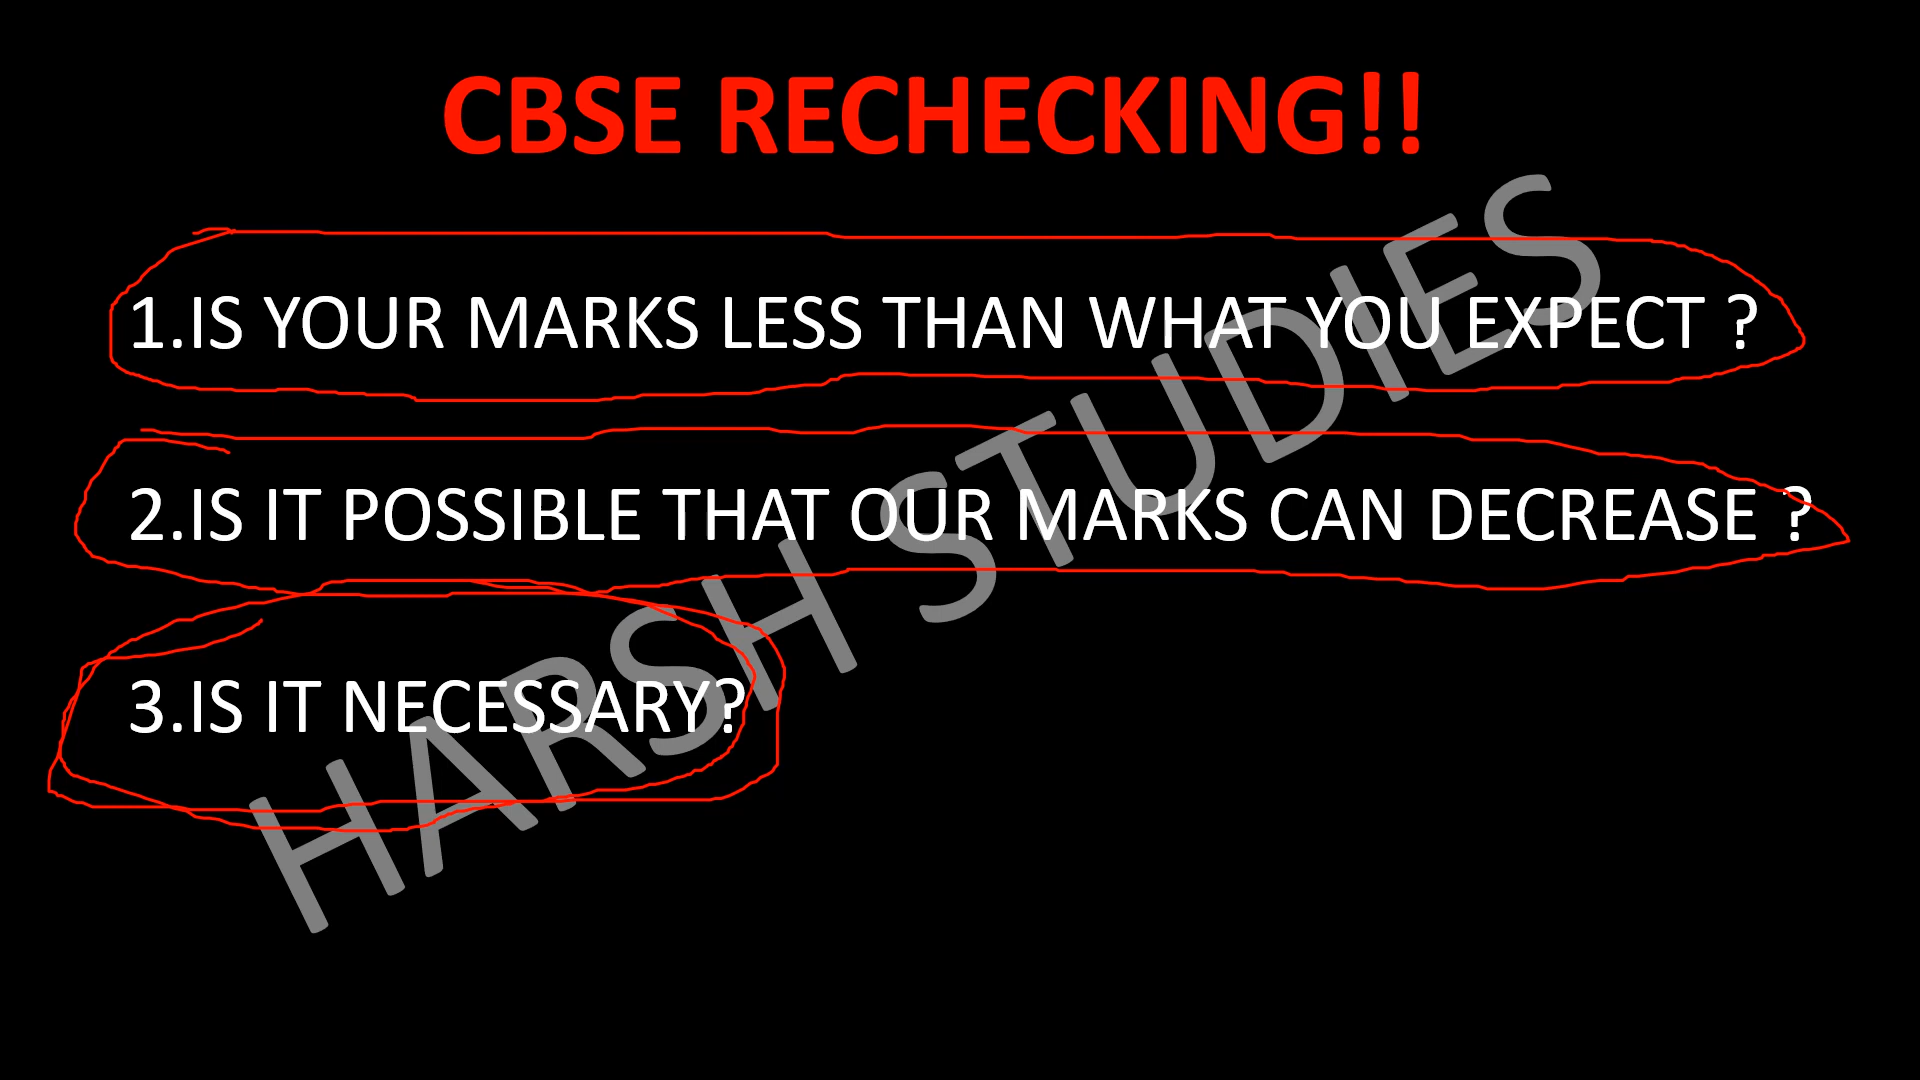 CBSE RECHECKING!!
1.IS YOUR MARKS LESS THAN WHAT YOU EXPECT ?
2.IS IT POSSIBLE THAT OUR MARKS CAN DECREASE ?
3.IS IT NECESSARY?
HARSH STUDIES